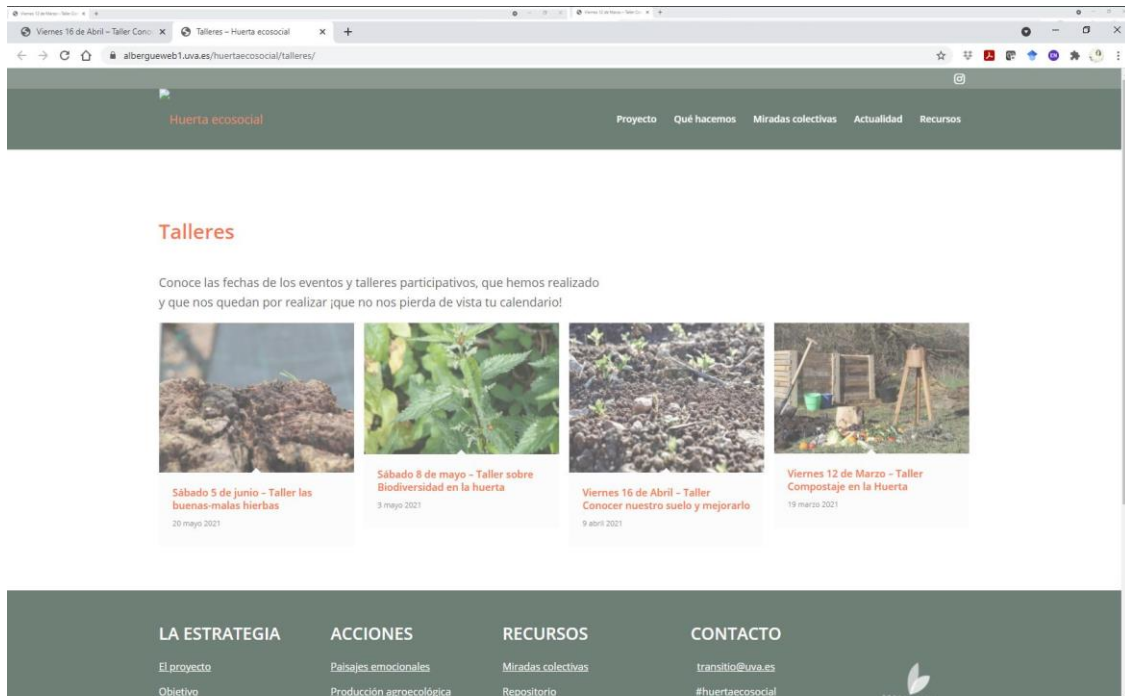 Viernes 16 de Abril – Taller Cono
Talleres – Huerta ecosocial
albergueweb1.uva.es/huertaecosocial/talleres/
Huerta ecosocial
Proyecto Qué hacemos Miradas colectivas Actualidad Recursos
Talleres
Conoce las fechas de los eventos y talleres participativos, que hemos realizado
y que nos quedan por realizar ¡que no nos pierda de vista tu calendario!
Sábado 5 de junio – Taller las
buenas-malas hierbas
20 mayo 2021
Sábado 8 de mayo – Taller sobre
Biodiversidad en la huerta
3 mayo 2021
Viernes 16 de Abril – Taller
Conocer nuestro suelo y mejorarlo
9 abril 2021
Viernes 12 de Marzo – Taller
Compostaje en la Huerta
19 marzo 2021
LA ESTRATEGIA
El proyecto
Objetivo
ACCIONES
Paisajes emocionales
Producción agroecológica
RECURSOS
Miradas colectivas
Repositorio
CONTACTO
transitio@uva.es
#huertaecosocial